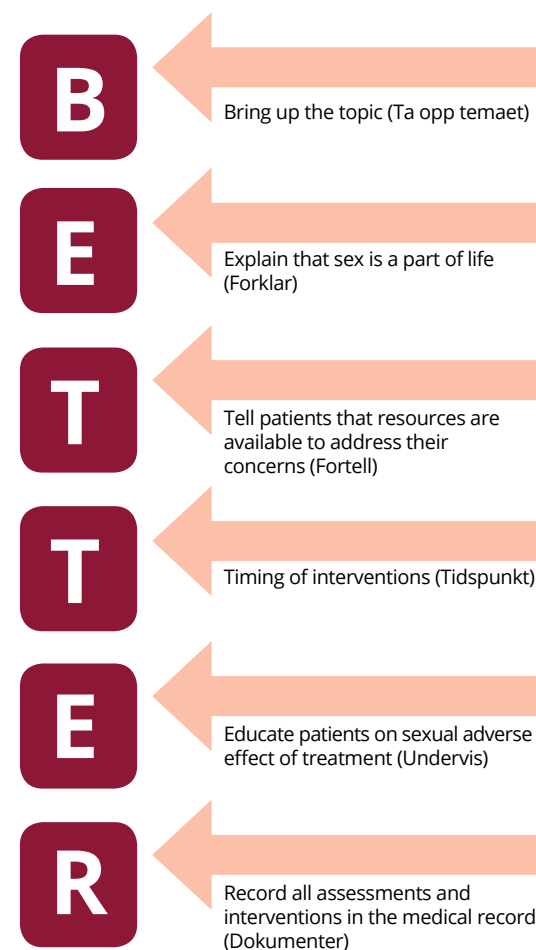 B
Bring up the topic (Ta opp temaet)
E
Explain that sex is a part of life
(Forklar)
T
Tell patients that resources are
available to address their
concerns (Fortell)
T
Timing of interventions (Tidspunkt)
E
Educate patients on sexual adverse
effect of treatment (Undervis)
R
Record all assessments and
interventions in the medical record
(Dokumenter)